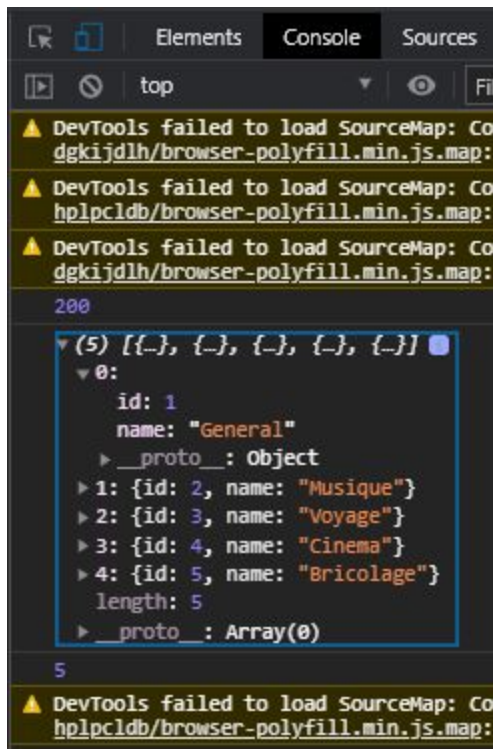 Elements Console Sources
top Fi
DevTools failed to load SourceMap: Co
dgkijdlh/browser-polyfill.min.js.map:
DevTools failed to load SourceMap: Co
hplpcldb/browser-polyfill.min.js.map:
DevTools failed to load SourceMap: Co
dgkijdlh/browser-polyfill.min.js.map:
200
(5) [{…}, {…}, {…}, {…}, {…}]
0:
id: 1
name: "General"
__proto__: Object
1: {id: 2, name: "Musique"}
2: {id: 3, name: "Voyage"}
3: {id: 4, name: "Cinema"}
4: {id: 5, name: "Bricolage"}
length: 5
__proto__: Array(0)
5
DevTools failed to load SourceMap: Co
hplpcldb/browser-polyfill.min.js.map: